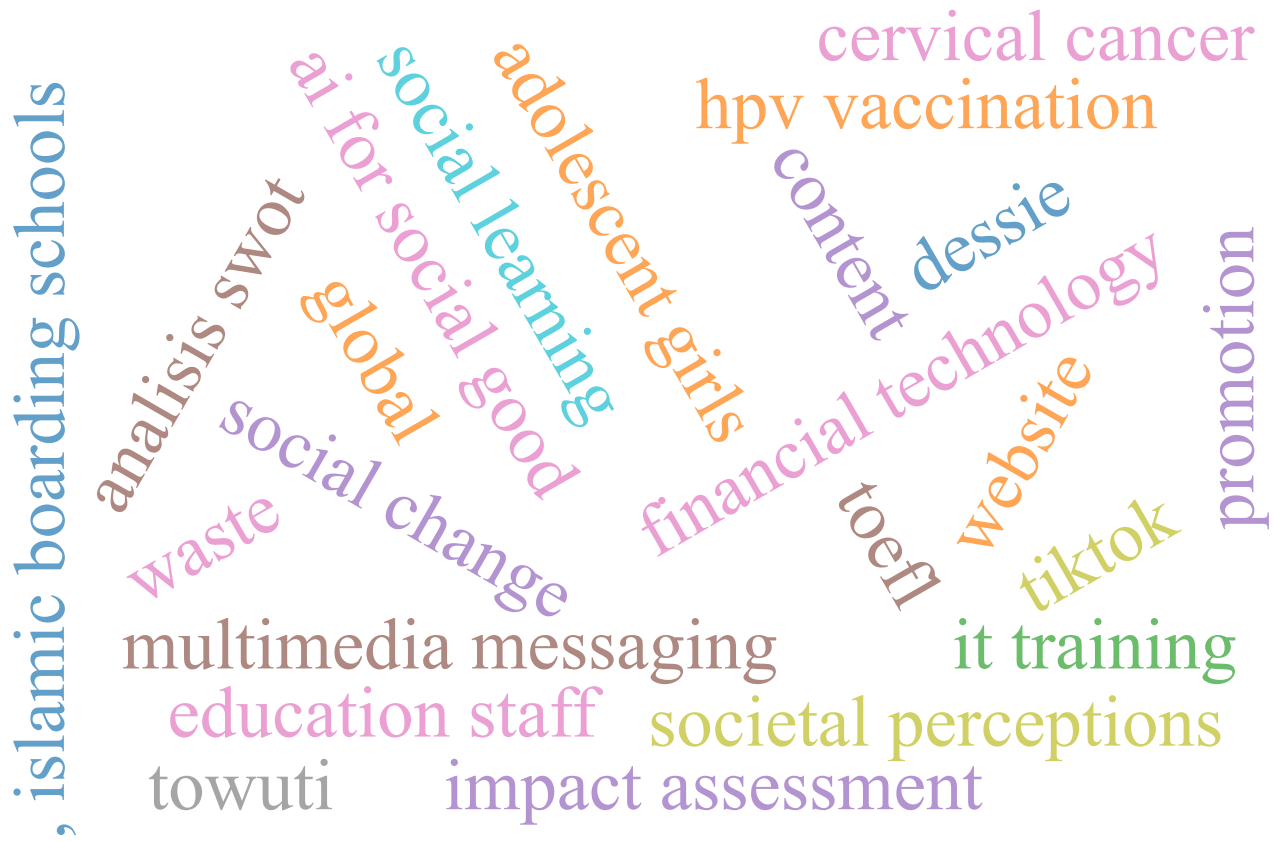 cervical cancer
hpv vaccination
adolescent girls
social learning
ai for social good
, islamic boarding schools
analisis swot
global
content
dessie
financial technology
promotion
social change
waste
website
toefl
tiktok
multimedia messaging
it training
education staff
societal perceptions
towuti
impact assessment